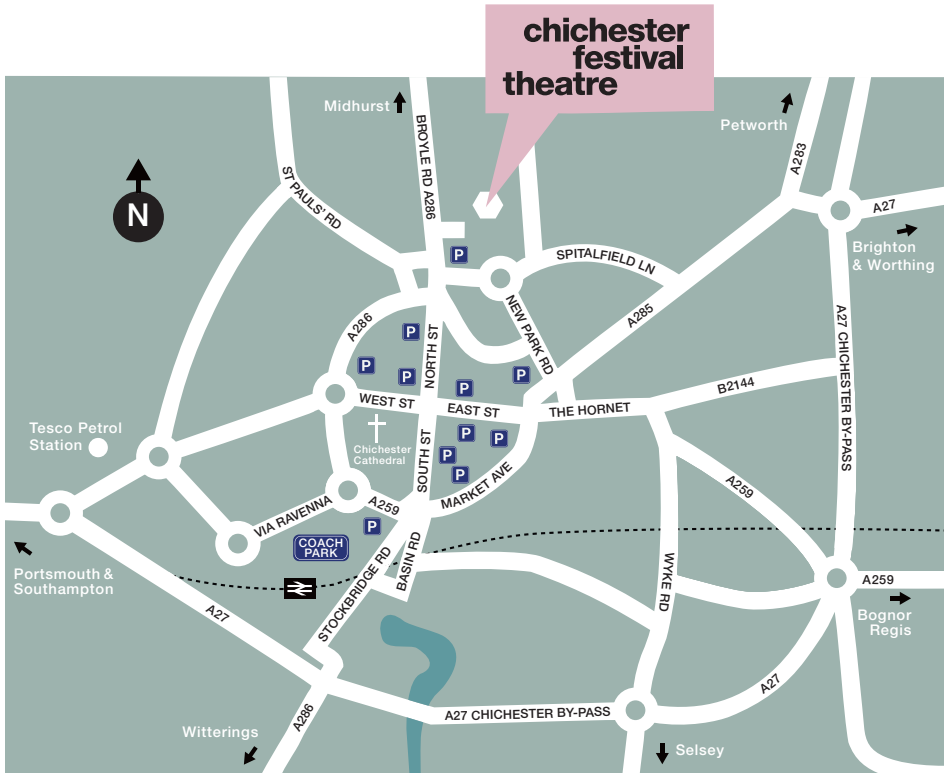 chichester
festival
theatre
Midhurst
Petworth
BROYLE RD A286
A283
N
ST PAULS' RD
A27
Brighton
& Worthing
P
SPITALFIELD LN
A286
P
NORTH ST
NEW PARK RD
A285
A27 CHICHESTER BY-PASS
P
P
P
P
WEST ST
EAST ST
THE HORNET
B2144
Tesco Petrol
Station
Chichester
Cathedral
SOUTH ST
P
P
P
P
MARKET AVE
A259
VIA RAVENNA
A259
P
COACH
PARK
BASIN RD
STOCKBRIDGE RD
WYKE RD
Portsmouth &
Southampton
A27
A259
Bognor
Regis
A27
A286
A27 CHICHESTER BY-PASS
Witterings
Selsey